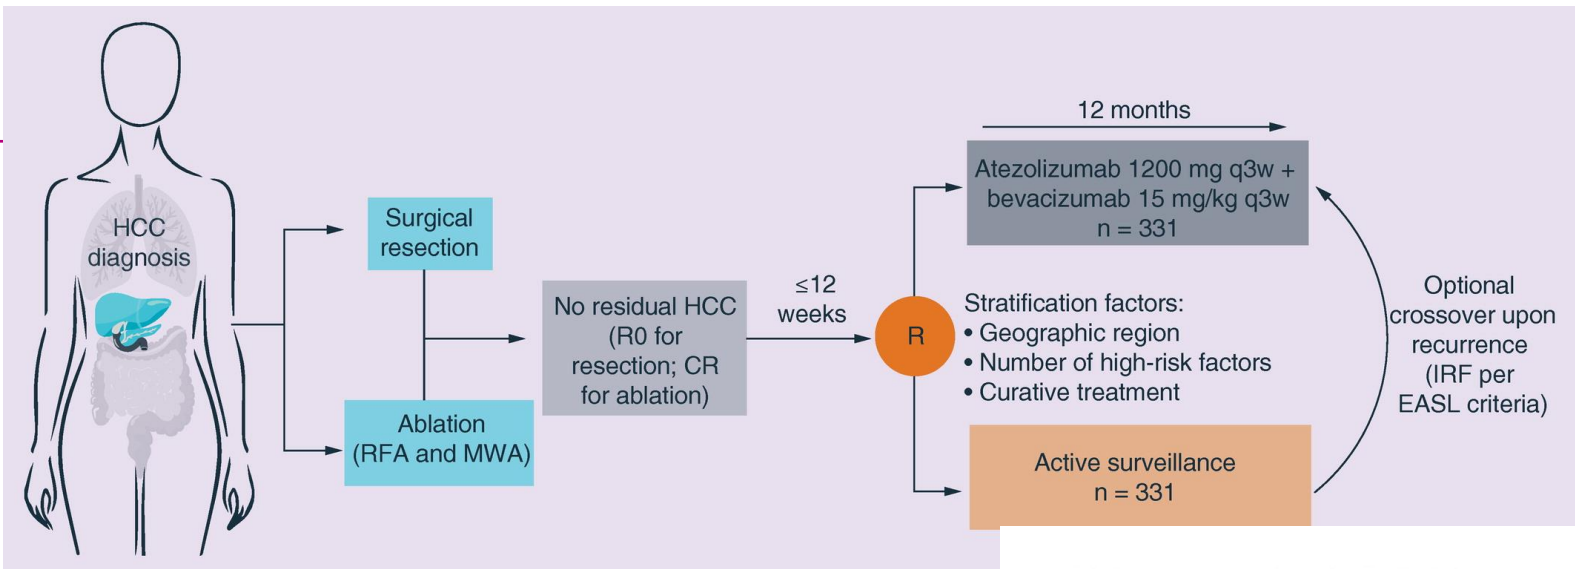 HCC
diagnosis
Surgical
resection
Ablation
(RFA and MWA)
No residual HCC
(R0 for
resection; CR
for ablation)
≤12
weeks
R
12 months
Atezolizumab 1200 mg q3w +
bevacizumab 15 mg/kg q3w
n = 331
Stratification factors:
• Geographic region
• Number of high-risk factors
• Curative treatment
Active surveillance
n = 331
Optional
crossover upon
recurrence
(IRF per
EASL criteria)